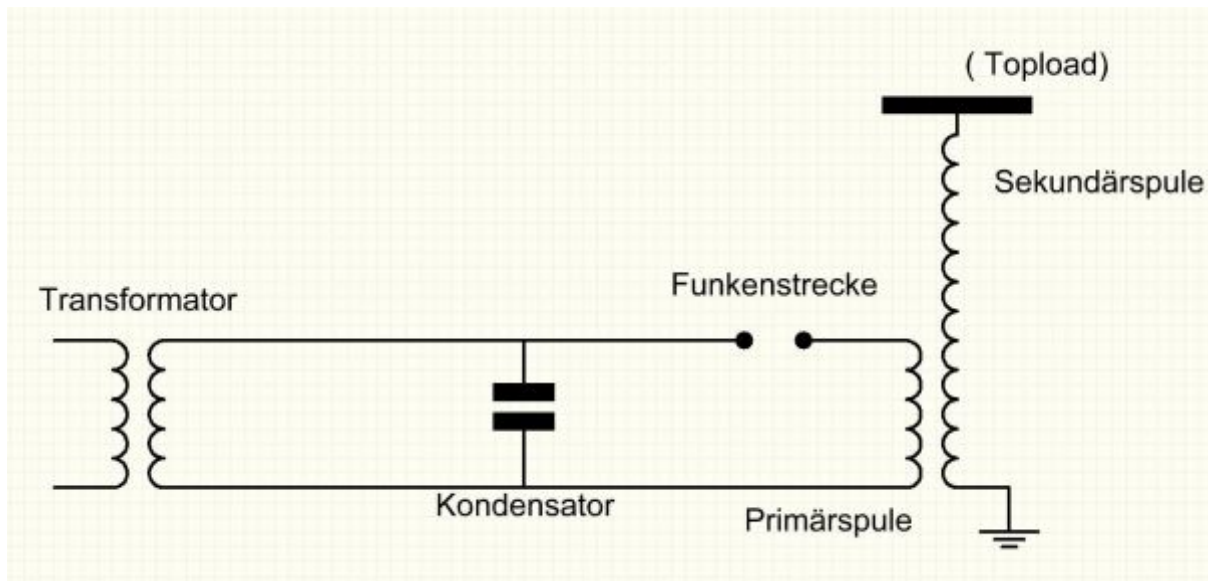 ( Topload)
Sekundärspule
Funkenstrecke
Transformator
Kondensator
Primärspule